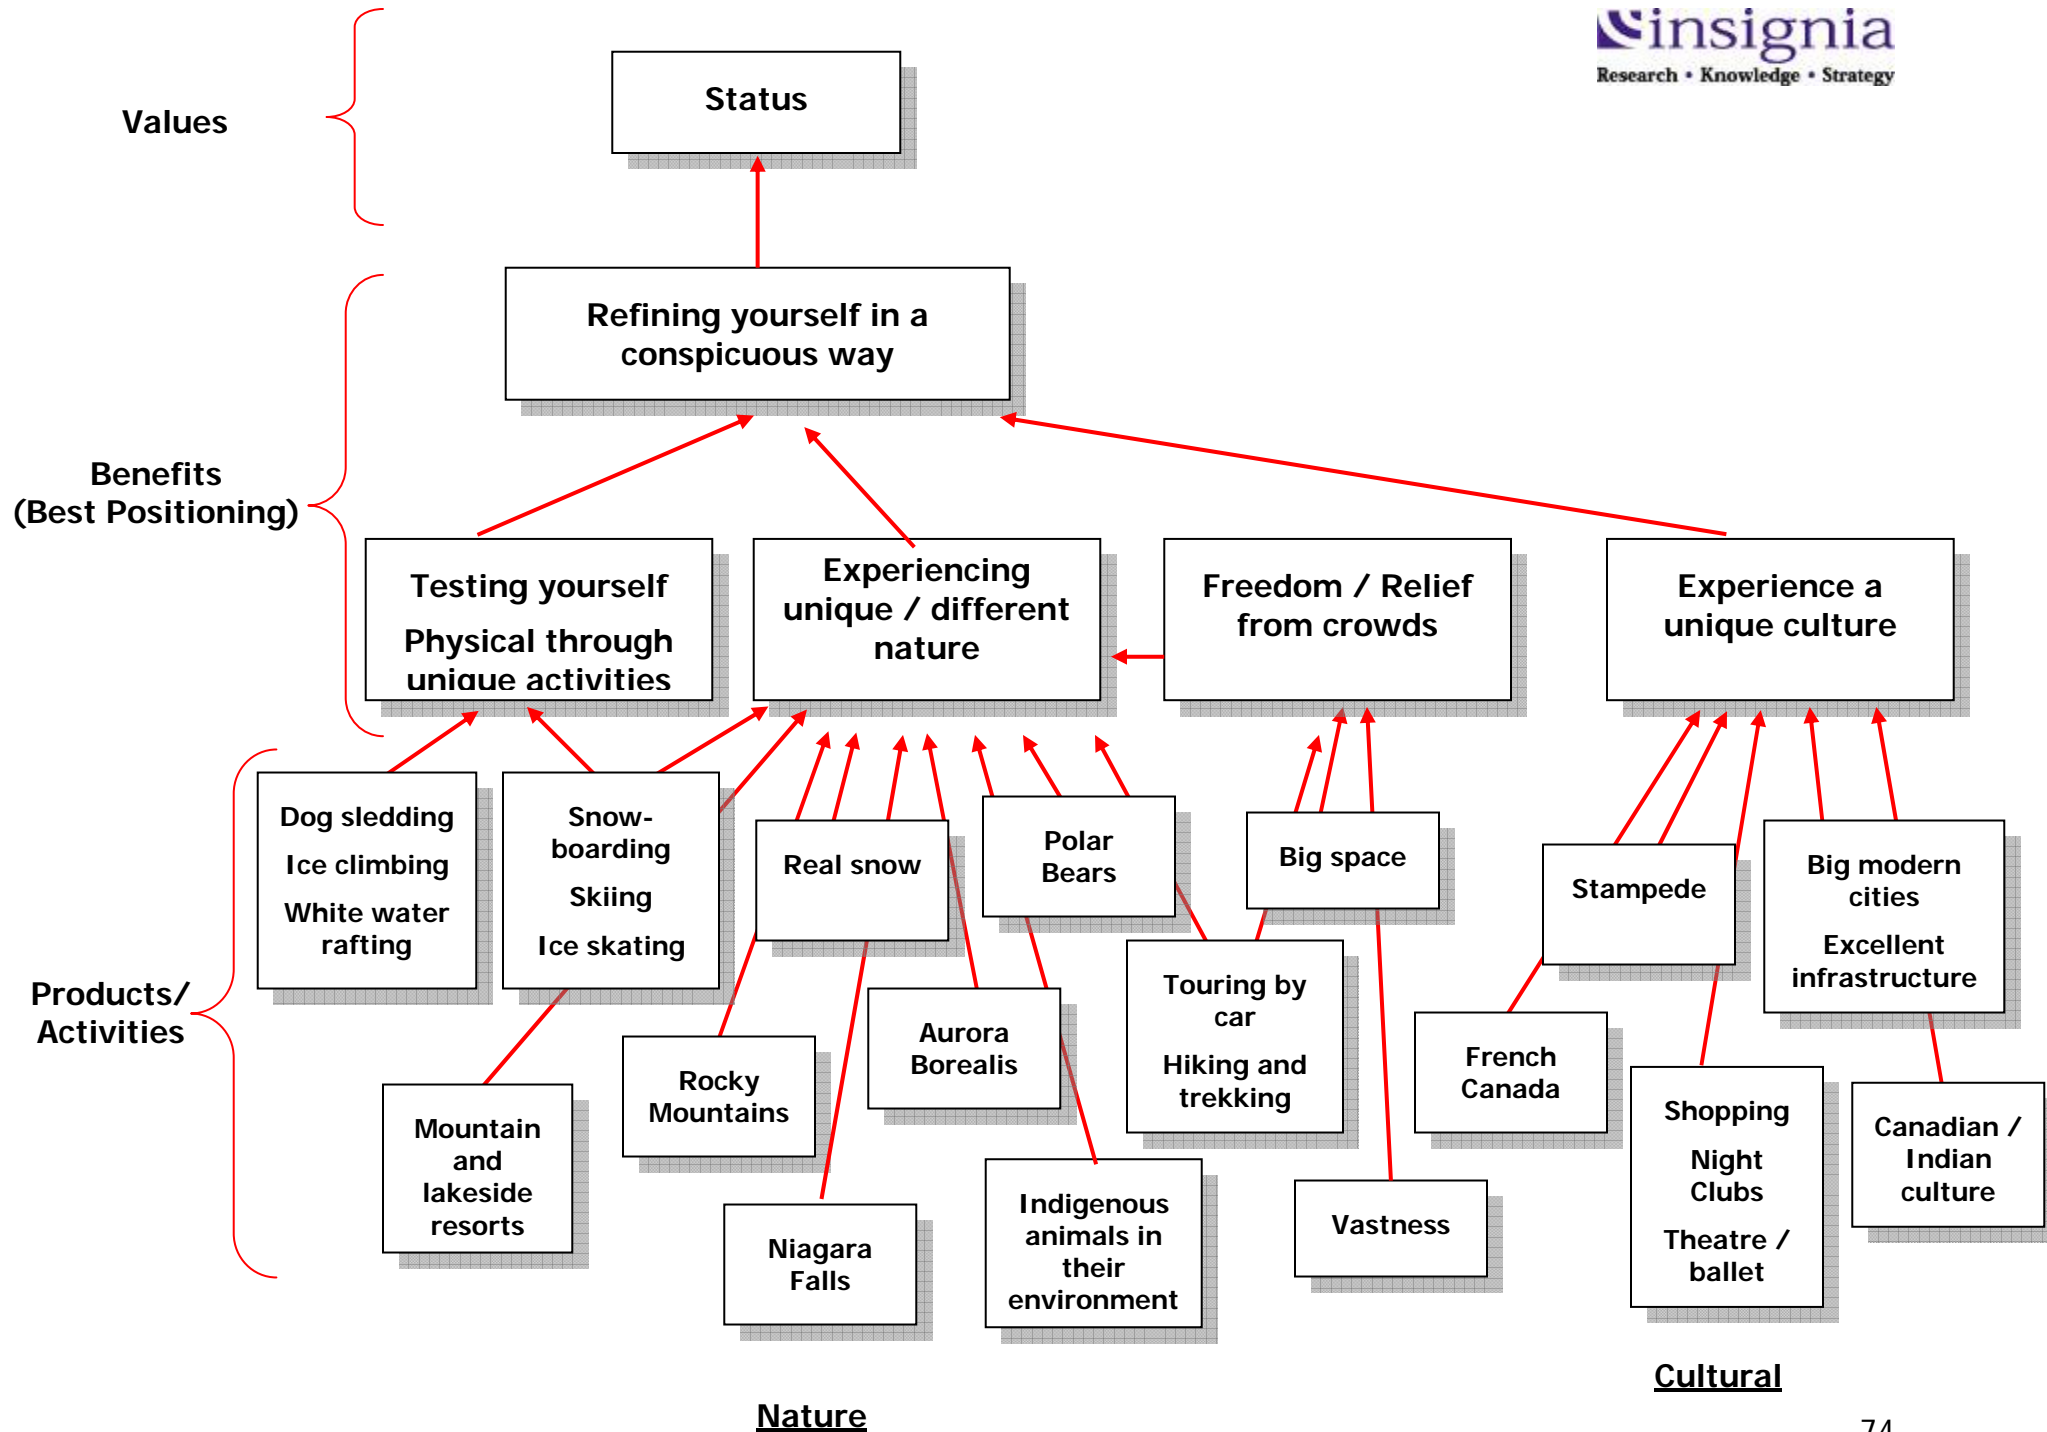 insignia
Research • Knowledge • Strategy
Values
Status
Refining yourself in a
conspicuous way
Benefits
(Best Positioning)
Testing yourself
Physical through
unique activities
Experiencing
unique / different
nature
Freedom / Relief
from crowds
Experience a
unique culture
Products/
Activities
Dog sledding
Ice climbing
White water
rafting
Snow-
boarding
Skiing
Ice skating
Real snow
Polar
Bears
Big space
Stampede
Big modern
cities
Excellent
infrastructure
Mountain
and
lakeside
resorts
Rocky
Mountains
Aurora
Borealis
Touring by
car
Hiking and
trekking
French
Canada
Shopping
Night
Clubs
Theatre /
ballet
Canadian /
Indian
culture
Niagara
Falls
Indigenous
animals in
their
environment
Vastness
Cultural
Nature
74